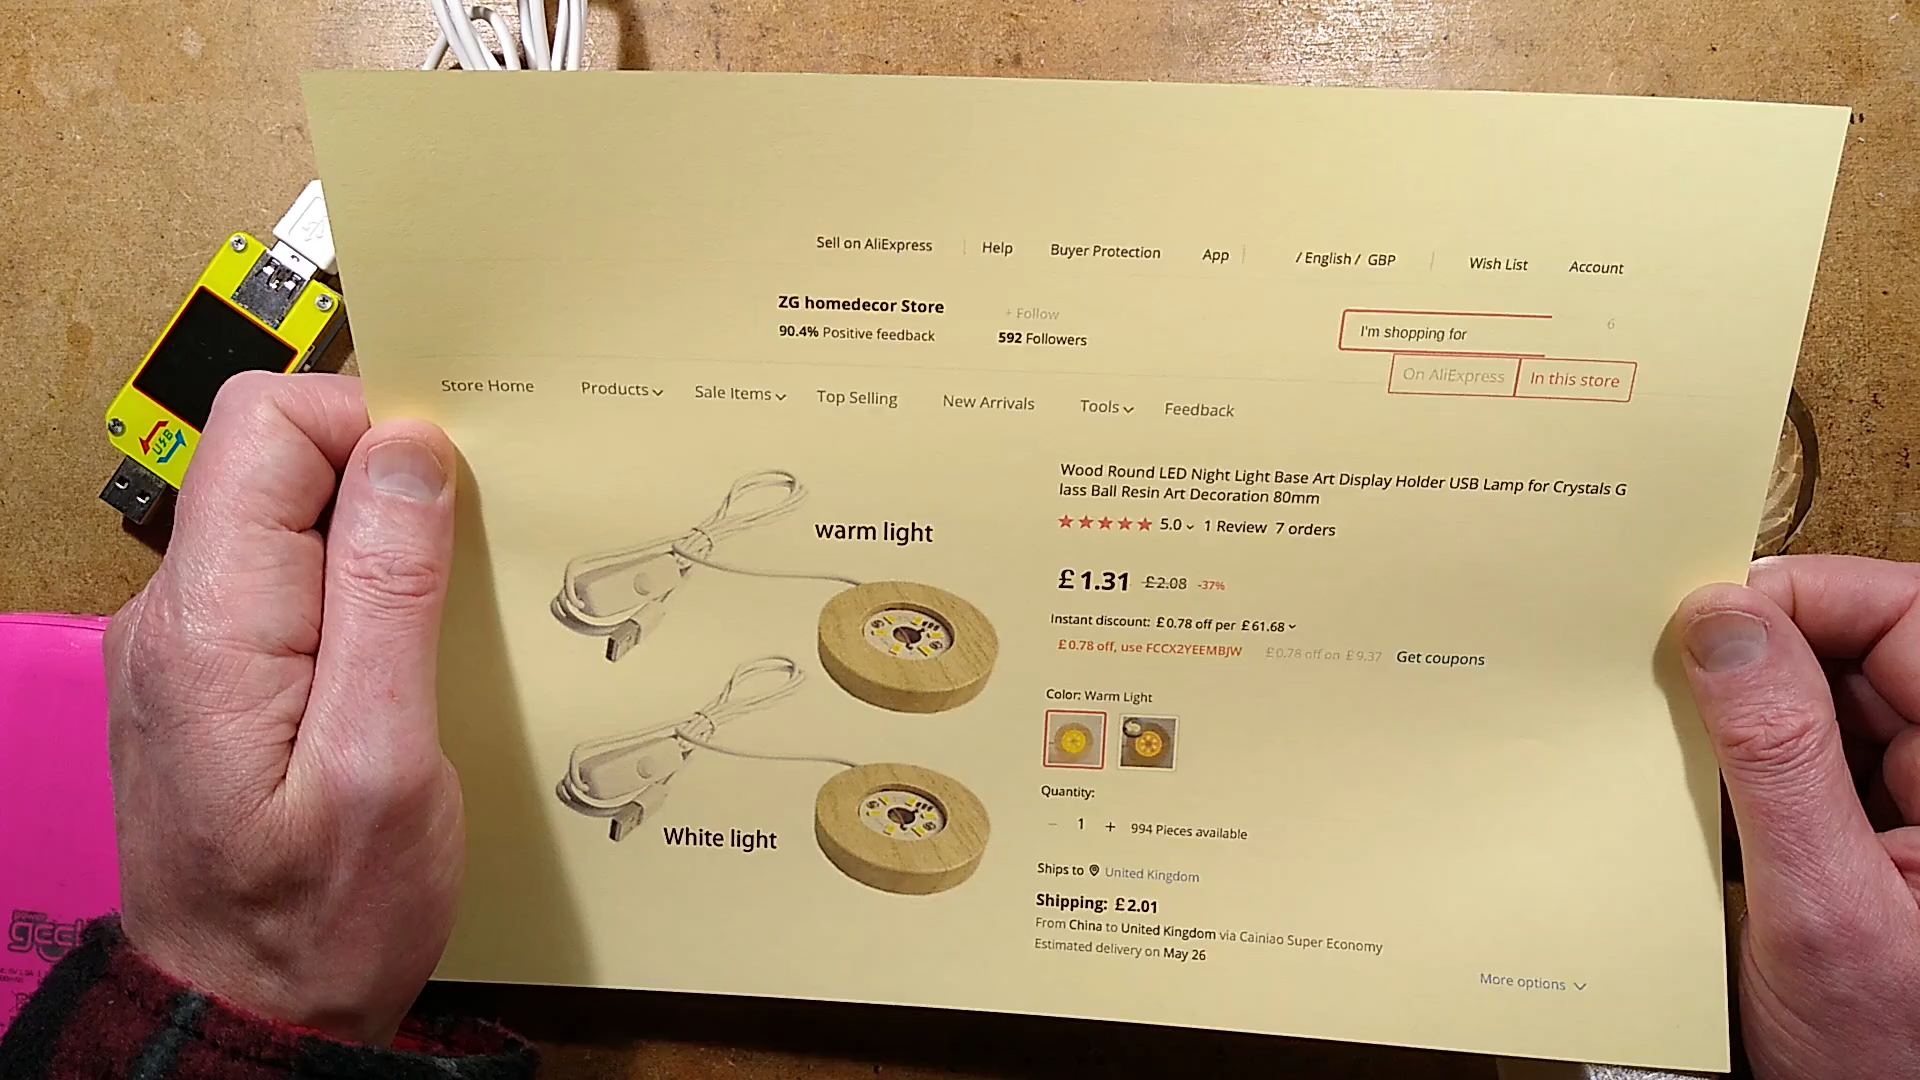 Sell on AliExpress | Help Buyer Protection App | / English / GBP | Wish List Account
ZG homedecor Store
+ Follow
90.4% Positive feedback
592 Followers
I'm shopping for
6
On AliExpress
In this store
Store Home Products Sale Items Top Selling New Arrivals Tools Feedback
USB
warm light
White light
Wood Round LED Night Light Base Art Display Holder USB Lamp for Crystals G
lass Ball Resin Art Decoration 80mm
5.0 1 Review 7 orders
£1.31 £2.08 -37%
Instant discount: £0.78 off per £61.68
£0.78 off, use FCCX2YEEMBJW £0.78 off on £9.37 Get coupons
Color: Warm Light
Quantity:
− 1 + 994 Pieces available
Ships to United Kingdom
Shipping: £2.01
From China to United Kingdom via Cainiao Super Economy
Estimated delivery on May 26
More options
power